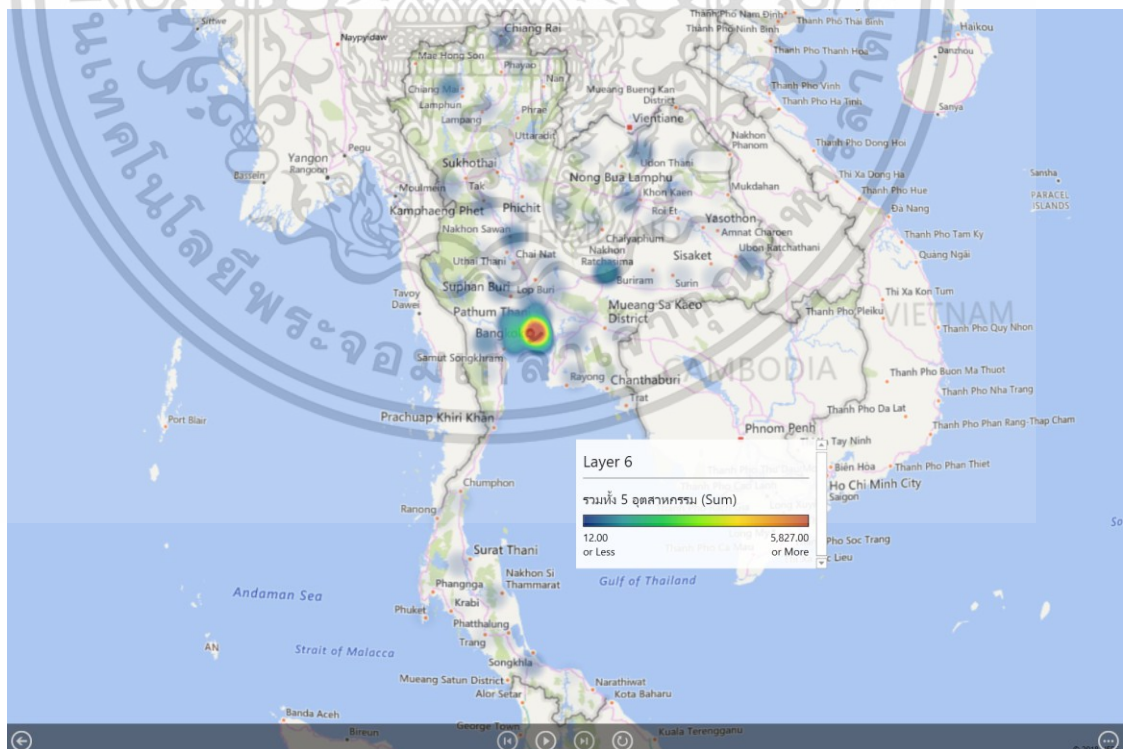 Sittwe
Naypyidaw
Chiang Rai
Thanh Pho Nam Định
Thanh Pho Thai Bình
Thanh Pho Ninh Binh
Haikou
Mae Hong Son
Phayao
Thanh Pho Thanh Hoa
Danzhou
Nan
Chiang Mai
Mueang Bueng Kan
District
Thanh Pho Vinh
Lamphun
Phrae
Thanh Pho Ha Tinh
Sanya
Lampang
Vientiane
Uttaradit
Nakhon
Phanom
Thanh Pho Dong Hoi
Pegu
Yangon
Rangoon
Sukhothai
Udon Thani
Bassein
Nong Bua Lamphu
Thi Xa Dong Ha
Sansha
Moulmein
Tak
Khon Kaen
Mukdahan
Thanh Pho Hue
PARACEL
ISLANDS
Kamphaeng Phet
Phichit
Roi Et
Yasothon
Đa Nang
Nakhon Sawan
Amnat Charoen
Thanh Pho Tam Ky
Chaiyaphum
Uthai Thani
Chai Nat
Nakhon
Ratchasima
Sisaket
Ubon Ratchathani
Quảng Ngãi
Suphan Buri
Lop Buri
Buriram
Surin
Tavoy
Dawei
Thi Xa Kon Tum
Pathum Thani
Mueang Sa Kaeo
District
Thanh Pho Pleiku
VIETNAM
Thanh Pho Quy Nhon
Samut Songkhram
Rayong
Chanthaburi
CAMBODIA
Thanh Pho Buon Ma Thuot
Trat
Thanh Pho Nha Trang
Prachuap Khiri Khan
Thanh Pho Da Lat
Port Blair
Phnom Penh
Thanh Pho Phan Rang-Thap Cham
Tay Ninh
Layer 6
Biên Hòa
Thanh Pho Phan Thiet
Chumphon
Ho Chi Minh City
Saigon
รวมทั้ง 5 อุตสาหกรรม (Sum)
Ranong
12.00
or Less
5,827.00
or More
Pho Soc Trang
Lieu
Surat Thani
Gulf of Thailand
Andaman Sea
Phangnga
Nakhon Si
Thammarat
Phuket
Krabi
Phatthalung
Trang
AN
Strait of Malacca
Songkhla
Mueang Satun District
Narathiwat
Alor Setar
Kota Baharu
Banda Aceh
George Town
Bireun
Kuala Terengganu